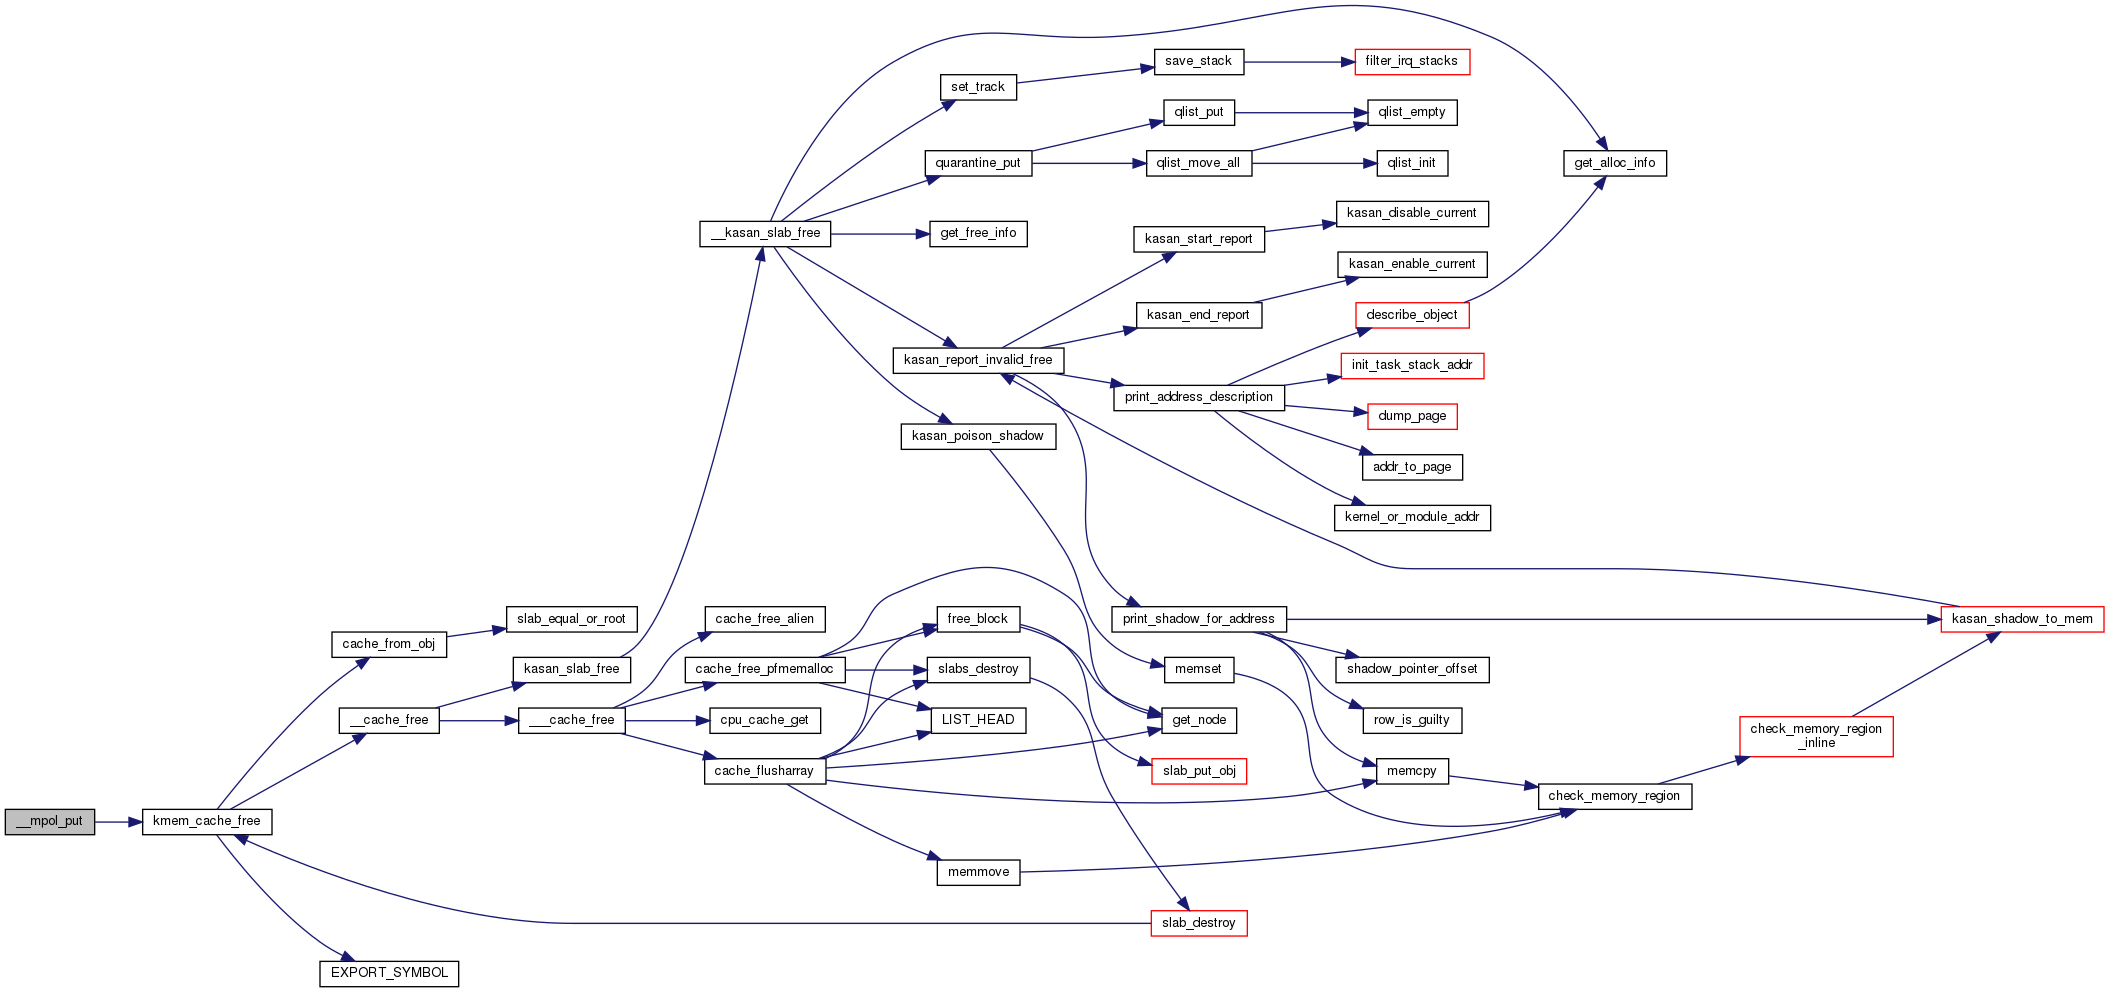 save_stack
filter_irq_stacks
set_track
qlist_put
qlist_empty
quarantine_put
qlist_move_all
qlist_init
get_alloc_info
__kasan_slab_free
get_free_info
kasan_start_report
kasan_disable_current
kasan_enable_current
kasan_end_report
describe_object
kasan_report_invalid_free
init_task_stack_addr
print_address_description
dump_page
kasan_poison_shadow
addr_to_page
kernel_or_module_addr
slab_equal_or_root
cache_free_alien
free_block
print_shadow_for_address
kasan_shadow_to_mem
cache_from_obj
kasan_slab_free
cache_free_pfmemalloc
slabs_destroy
memset
shadow_pointer_offset
__cache_free
___cache_free
cpu_cache_get
LIST_HEAD
get_node
row_is_guilty
check_memory_region
_inline
cache_flusharray
slab_put_obj
memcpy
check_memory_region
__mpol_put
kmem_cache_free
memmove
slab_destroy
EXPORT_SYMBOL